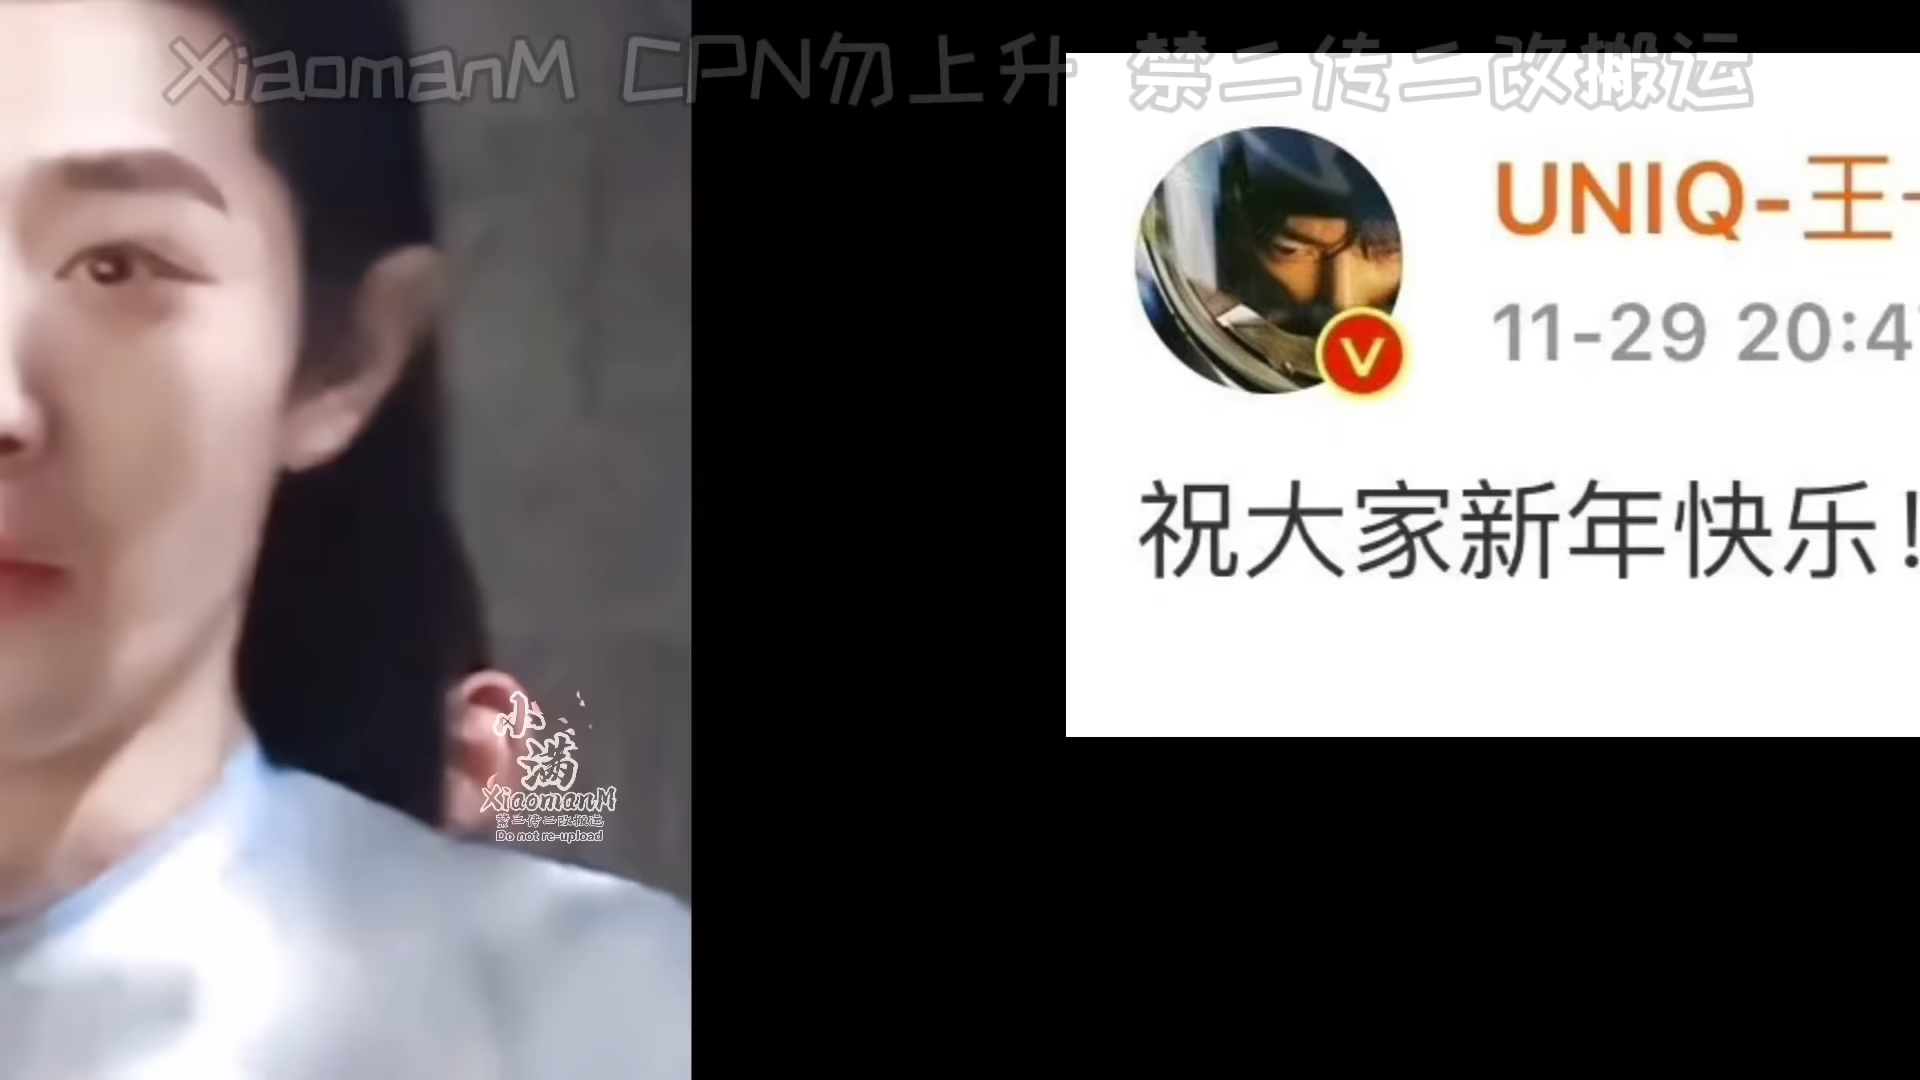 XiaomanM CPN勿上升 禁二传二改搬运
UNIQ-王
11-29 20:4
祝大家新年快乐！
小
满
XiaomanM
禁二传二改搬运
Do not re-upload